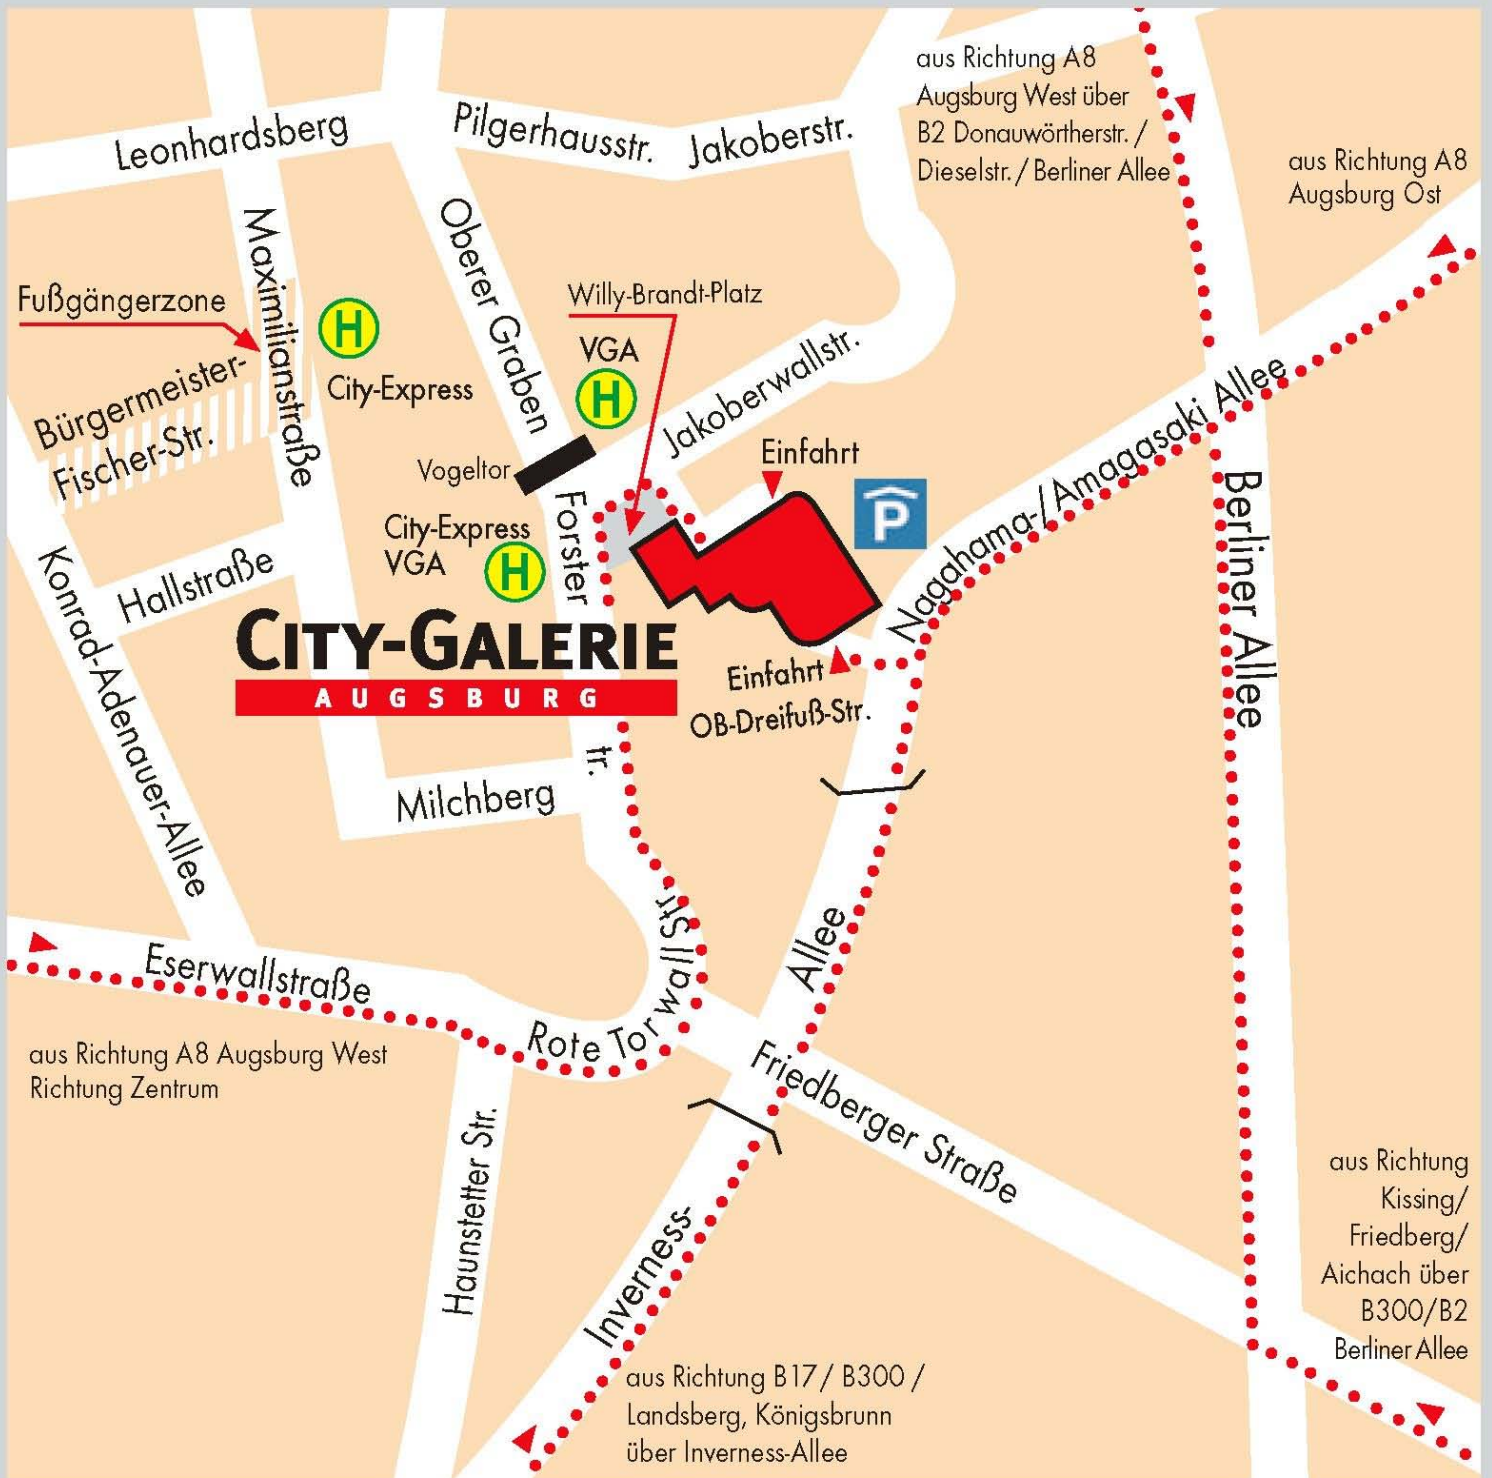 aus Richtung A8
Augsburg West über
B2 Donauwörtherstr. /
Dieselstr. / Berliner Allee
aus Richtung A8
Augsburg Ost
Leonhardsberg
Pilgerhausstr.
Jakoberstr.
Maximilianstraße
Oberer Graben
Fußgängerzone
H
City-Express
Willy-Brandt-Platz
VGA
H
Jakoberwallstr.
Bürgermeister-
Fischer-Str.
Vogeltor
Einfahrt
P
Nagahama-/Amagasaki Allee
Berliner Allee
City-Express
VGA
H
Forster
Konrad-Adenauer-Allee
Hallstraße
CITY-GALERIE
AUGSBURG
Einfahrt
OB-Dreifuß-Str.
tr.
Milchberg
Allee
Eserwallstraße
Rote Torwall Str.
aus Richtung A8 Augsburg West
Richtung Zentrum
Friedberger Straße
Haunstetter Str.
Inverness-
aus Richtung
Kissing/
Friedberg/
Aichach über
B300/B2
Berliner Allee
aus Richtung B17/ B300 /
Landsberg, Königsbrunn
über Inverness-Allee